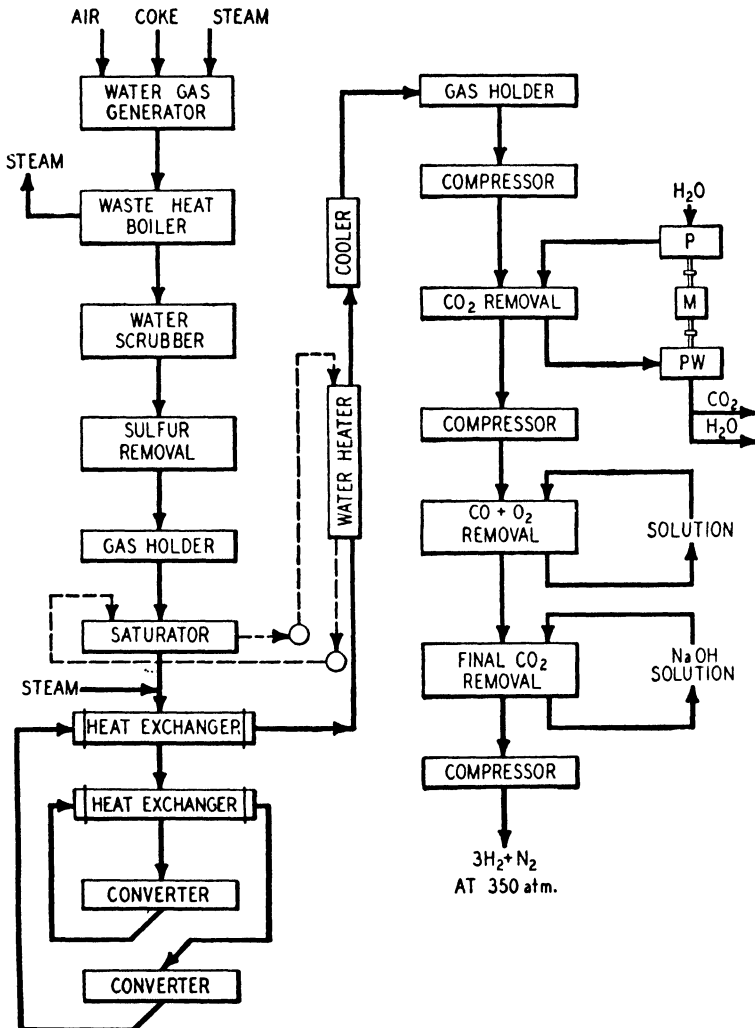 AIR
COKE
STEAM
WATER GAS
GENERATOR
STEAM
WASTE HEAT
BOILER
WATER
SCRUBBER
SULFUR
REMOVAL
GAS HOLDER
SATURATOR
STEAM
HEAT EXCHANGER
HEAT EXCHANGER
CONVERTER
CONVERTER
WATER HEATER
COOLER
GAS HOLDER
COMPRESSOR
H₂O
P
M
PW
CO₂ REMOVAL
CO₂
H₂O
COMPRESSOR
CO + O₂
REMOVAL
SOLUTION
FINAL CO₂
REMOVAL
NaOH
SOLUTION
COMPRESSOR
3H₂+N₂
AT 350 atm.